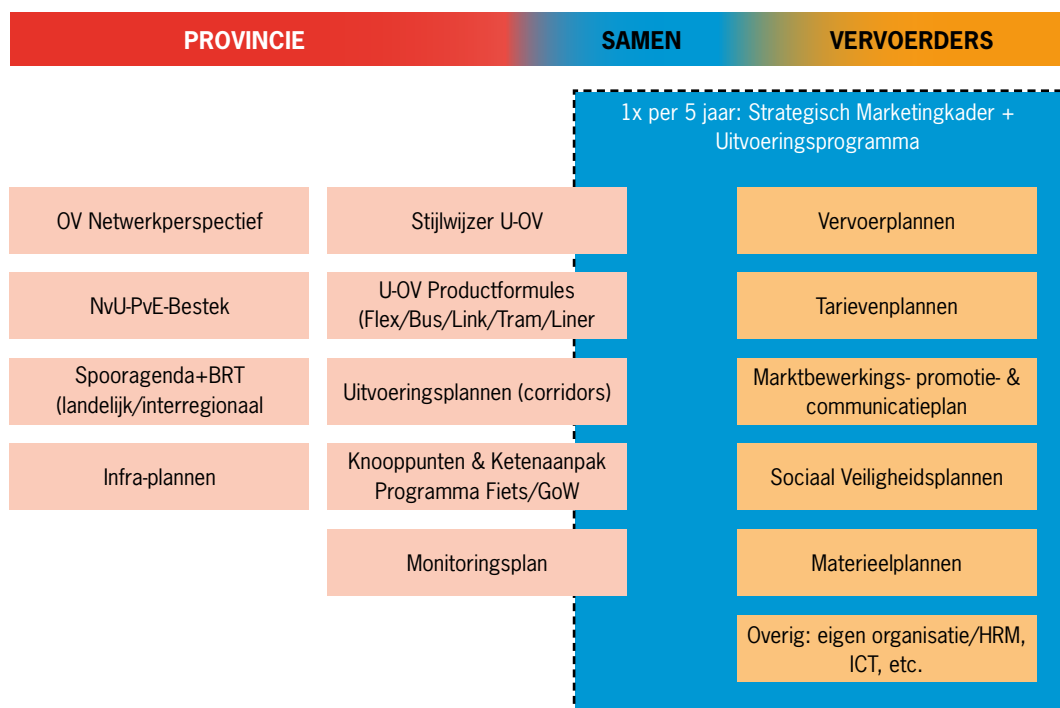 PROVINCIE
SAMEN
VERVOERDERS
1x per 5 jaar: Strategisch Marketingkader +
Uitvoeringsprogramma
OV Netwerkperspectief
NvU-PvE-Bestek
Spooragenda+BRT
(landelijk/interregionaal
Infra-plannen
Stijlwijzer U-OV
U-OV Productformules
(Flex/Bus/Link/Tram/Liner
Uitvoeringsplannen (corridors)
Knooppunten & Ketenaanpak
Programma Fiets/GoW
Monitoringsplan
Vervoerplannen
Tarievenplannen
Marktbewerkings- promotie- &
communicatieplan
Sociaal Veiligheidsplannen
Materieelplannen
Overig: eigen organisatie/HRM,
ICT, etc.